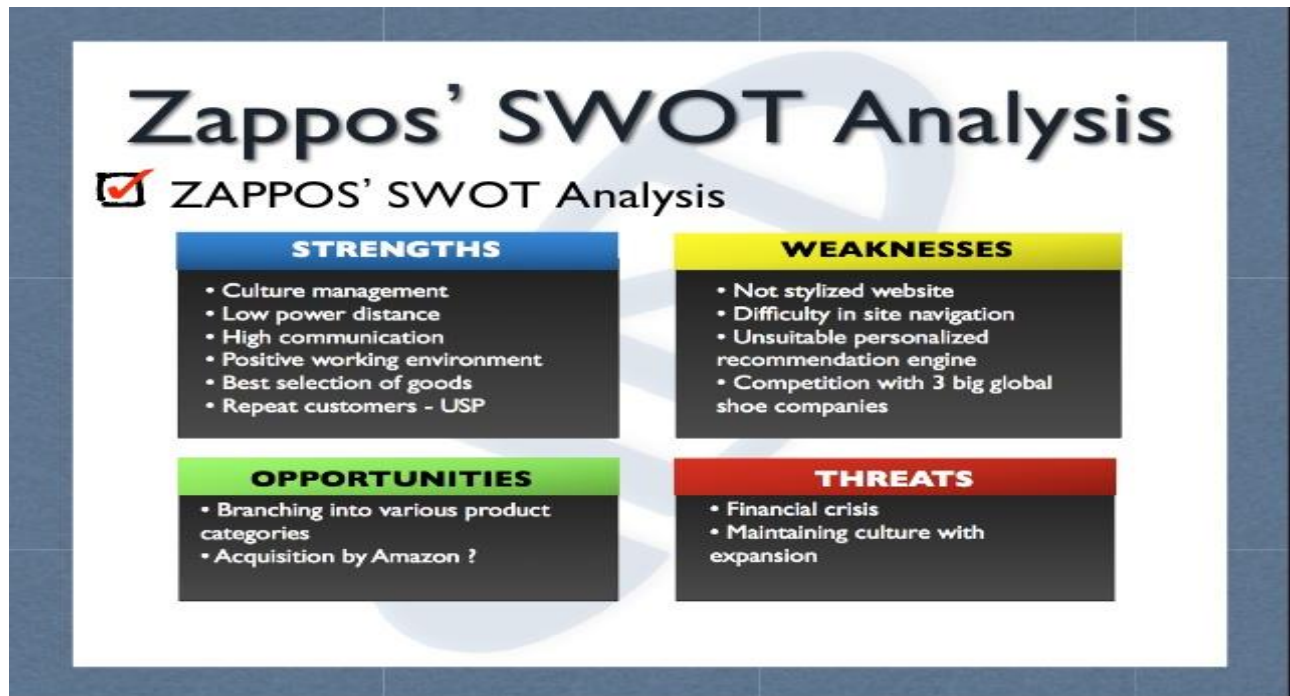 Zappos' SWOT Analysis
ZAPPOS' SWOT Analysis
STRENGTHS
• Culture management
• Low power distance
• High communication
• Positive working environment
• Best selection of goods
• Repeat customers - USP
WEAKNESSES
• Not stylized website
• Difficulty in site navigation
• Unsuitable personalized
recommendation engine
• Competition with 3 big global
shoe companies
OPPORTUNITIES
• Branching into various product
categories
• Acquisition by Amazon ?
THREATS
• Financial crisis
• Maintaining culture with
expansion